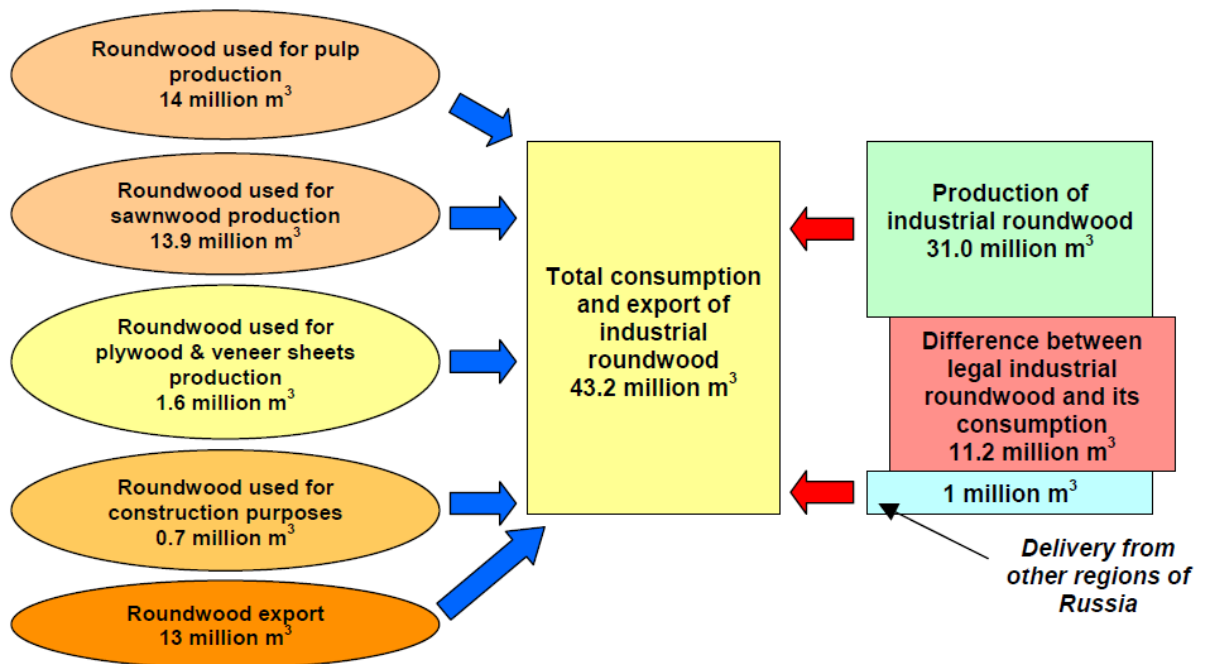 Roundwood used for pulp
production
14 million m³
Roundwood used for
sawnwood production
13.9 million m³
Roundwood used for
plywood & veneer sheets
production
1.6 million m³
Roundwood used for
construction purposes
0.7 million m³
Roundwood export
13 million m³
Total consumption
and export of
industrial
roundwood
43.2 million m³
Production of
industrial roundwood
31.0 million m³
Difference between
legal industrial
roundwood and its
consumption
11.2 million m³
1 million m³
Delivery from
other regions of
Russia